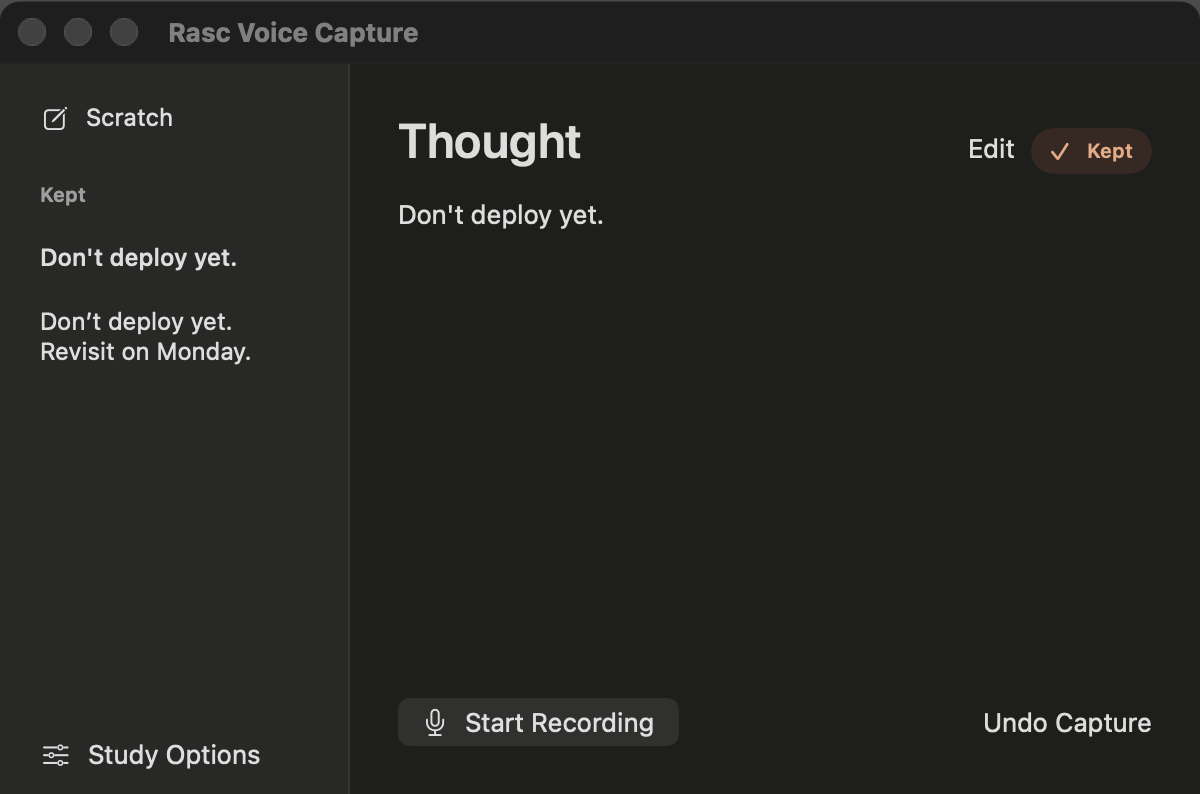 Rasc Voice Capture
Scratch
Kept
Don't deploy yet.
Don’t deploy yet.
Revisit on Monday.
Study Options
Thought
Edit
Kept
Don't deploy yet.
Start Recording
Undo Capture